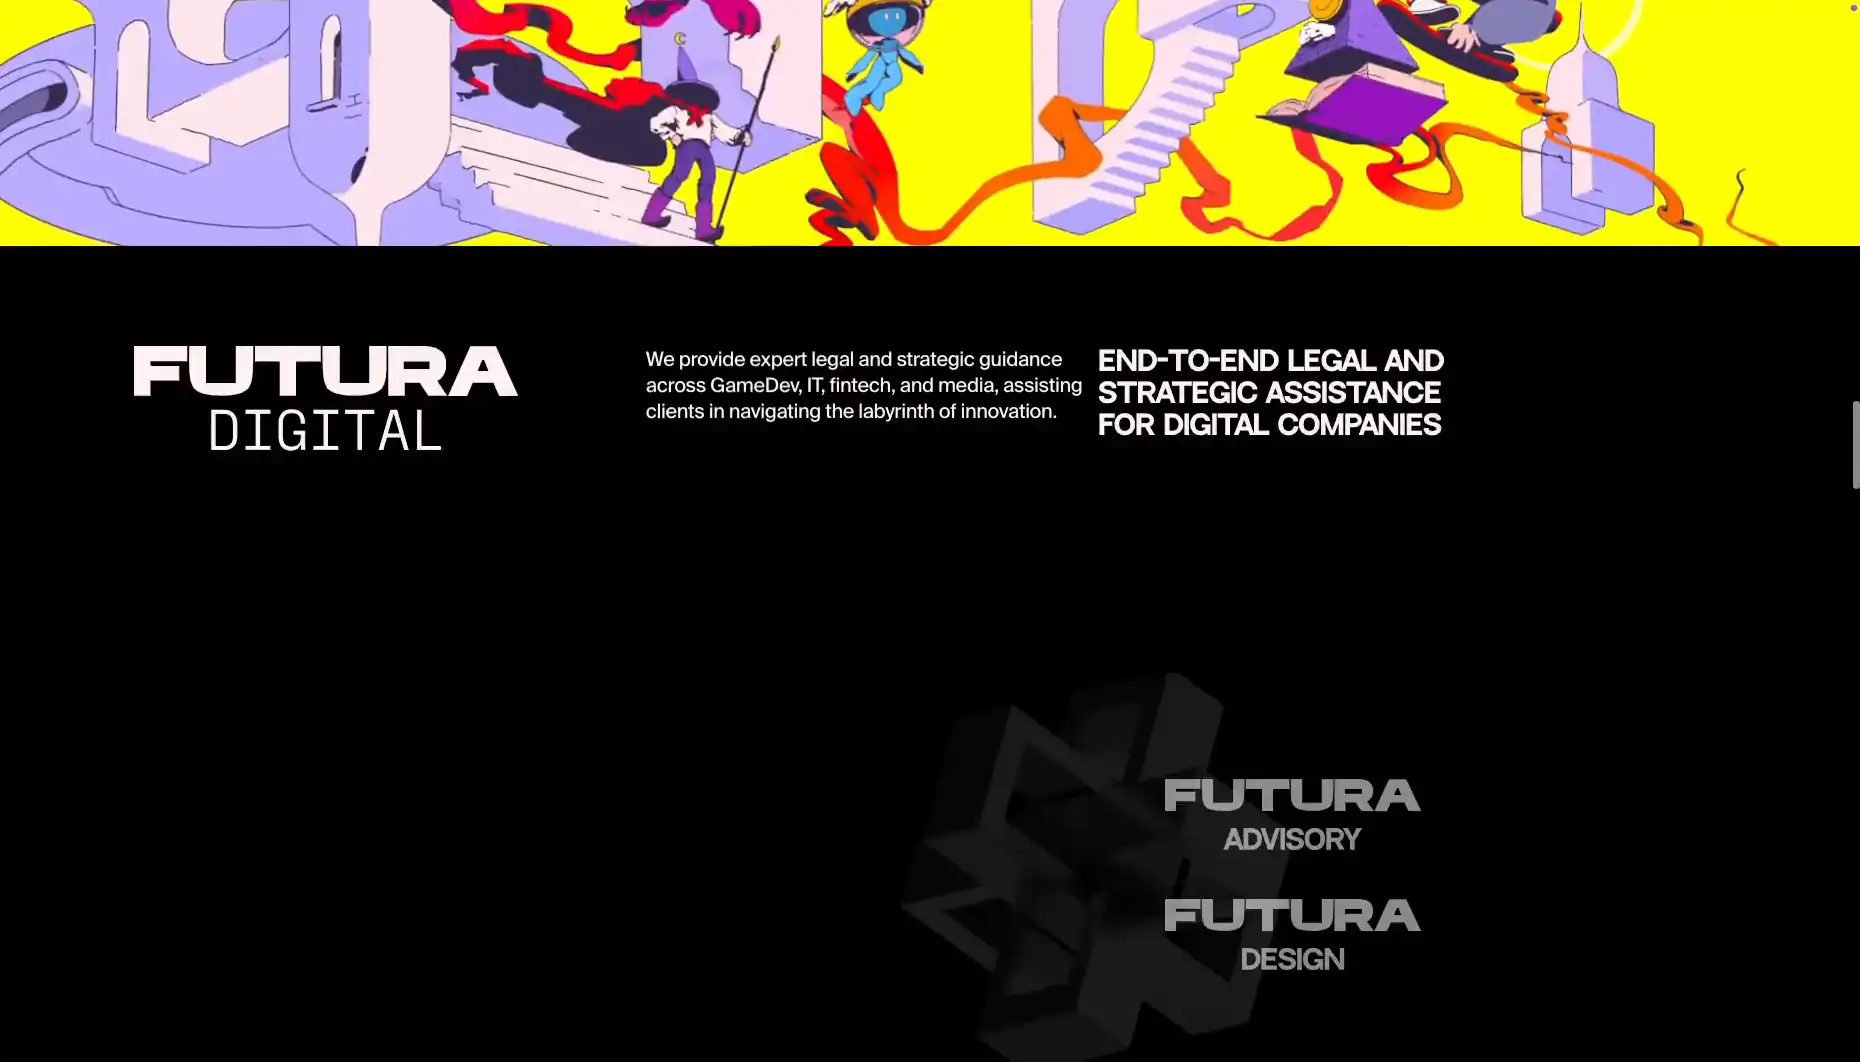 FUTURA
DIGITAL
We provide expert legal and strategic guidance
across GameDev, IT, fintech, and media, assisting
clients in navigating the labyrinth of innovation.
END-TO-END LEGAL AND
STRATEGIC ASSISTANCE
FOR DIGITAL COMPANIES
FUTURA
ADVISORY
FUTURA
DESIGN